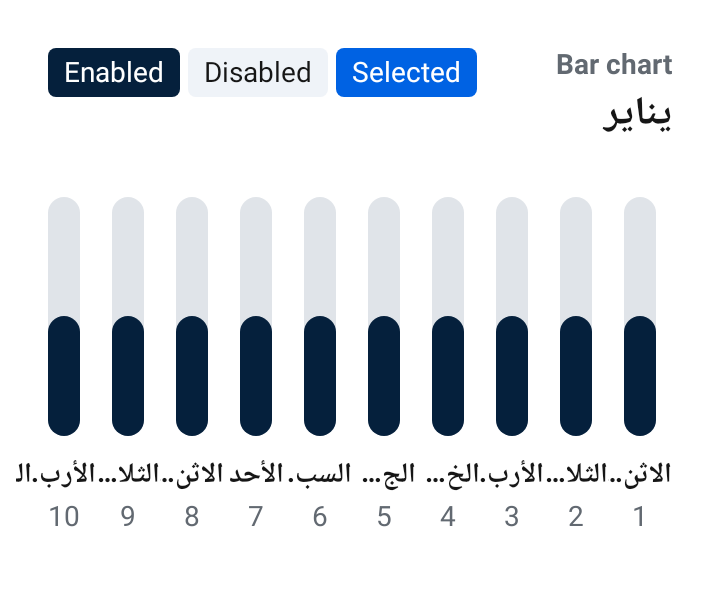 Bar chart
يناير
Enabled Disabled Selected
الاثن.. الثلا... الأرب. الخ... الج... السب. الأحد الاثن.. الثلا... الأرب. الـ
1 2 3 4 5 6 7 8 9 10